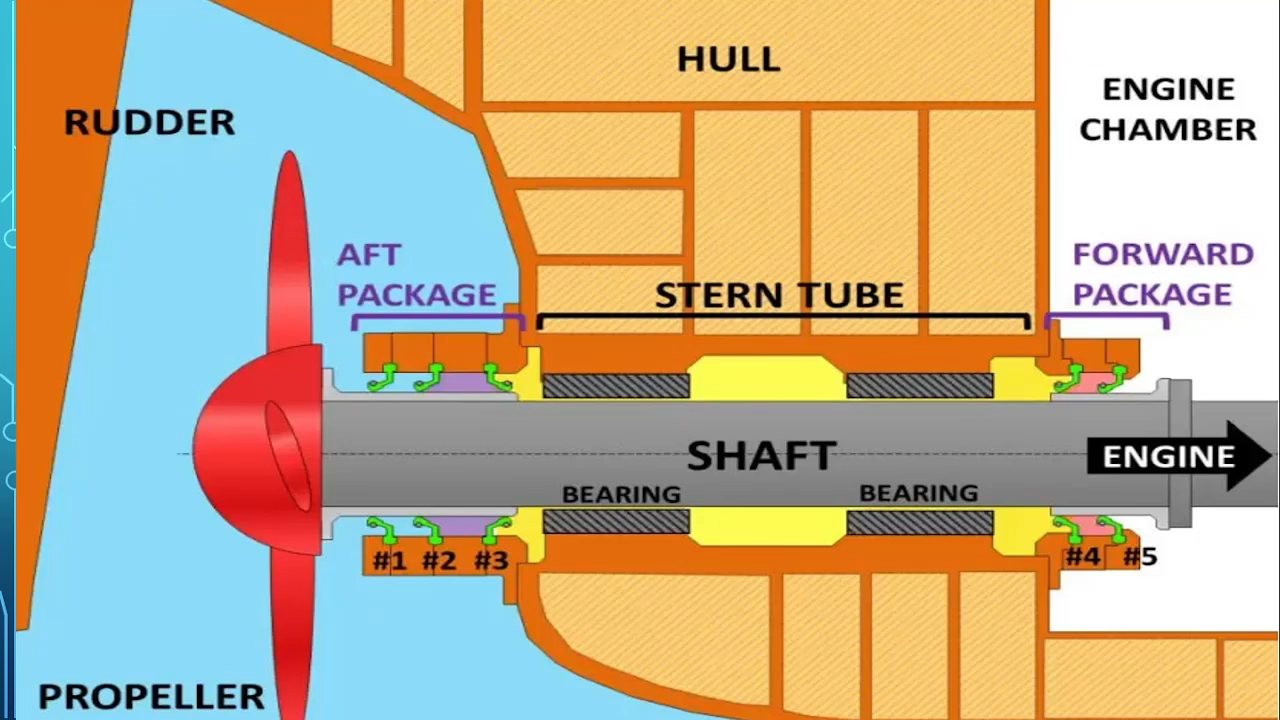 HULL
ENGINE
CHAMBER
RUDDER
AFT
PACKAGE
STERN TUBE
FORWARD
PACKAGE
SHAFT
ENGINE
BEARING
BEARING
#1
#2
#3
#4
#5
PROPELLER